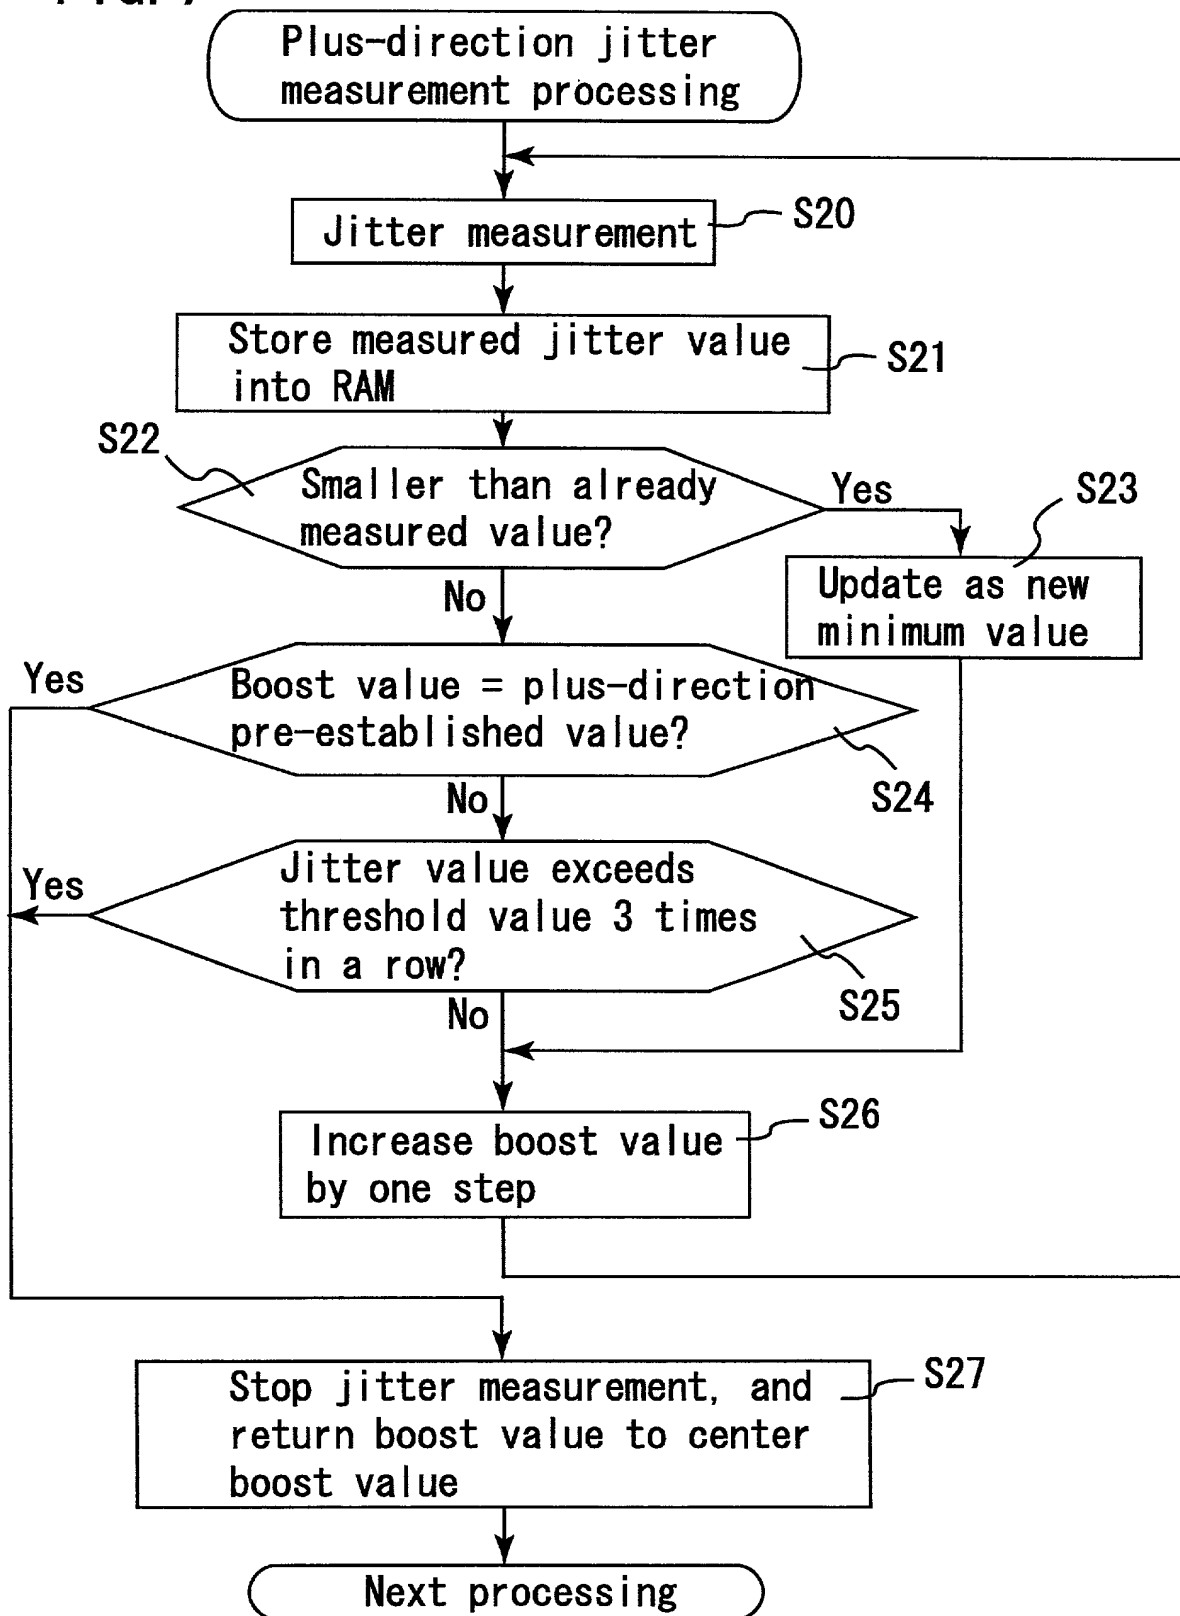 Plus-direction jitter
measurement processing
Jitter measurement
S20
Store measured jitter value
into RAM
S21
S22
Smaller than already
measured value?
Yes
S23
No
Update as new
minimum value
Yes
Boost value = plus-direction
pre-established value?
S24
No
Yes
Jitter value exceeds
threshold value 3 times
in a row?
S25
No
S26
Increase boost value
by one step
S27
Stop jitter measurement, and
return boost value to center
boost value
Next processing